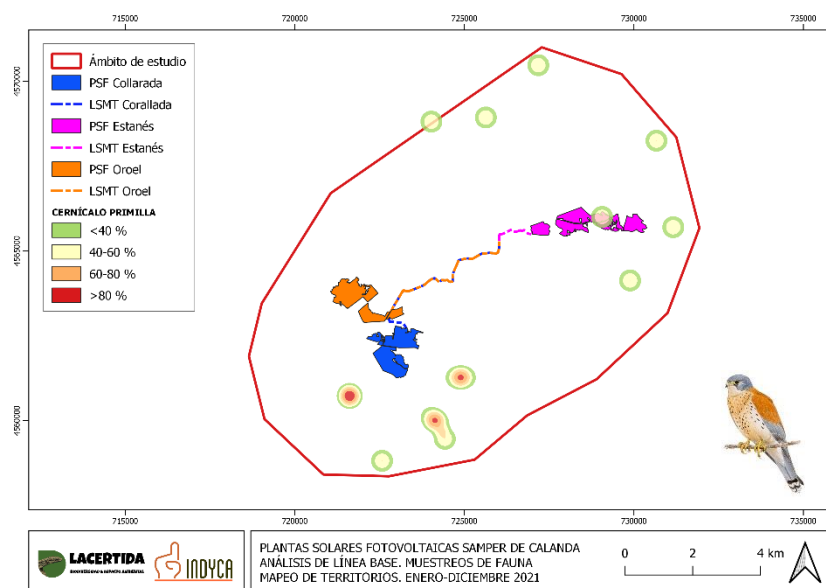 715000 720000 725000 730000 735000
4570000
4565000
4560000
Ámbito de estudio
PSF Collarada
LSMT Corallada
PSF Estanés
LSMT Estanés
PSF Oroel
LSMT Oroel
CERNÍCALO PRIMILLA
<40 %
40-60 %
60-80 %
>80 %
715000 720000 725000 730000 735000
LACERTIDA
INDYCA
PLANTAS SOLARES FOTOVOLTAICAS SAMPER DE CALANDA
ANÁLISIS DE LÍNEA BASE. MUESTREOS DE FAUNA
MAPEO DE TERRITORIOS. ENERO-DICIEMBRE 2021
0 2 4 km